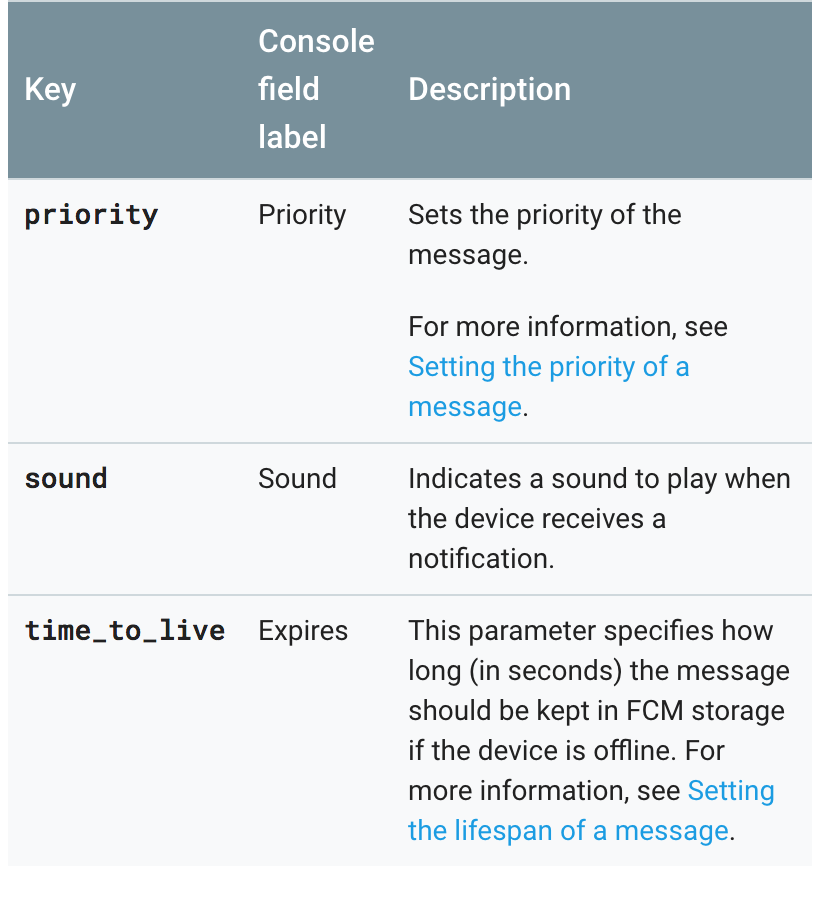 Key
Console
field
label
Description
priority
Priority
Sets the priority of the
message.
For more information, see
Setting the priority of a
message.
sound
Sound
Indicates a sound to play when
the device receives a
notification.
time_to_live
Expires
This parameter specifies how
long (in seconds) the message
should be kept in FCM storage
if the device is offline. For
more information, see Setting
the lifespan of a message.